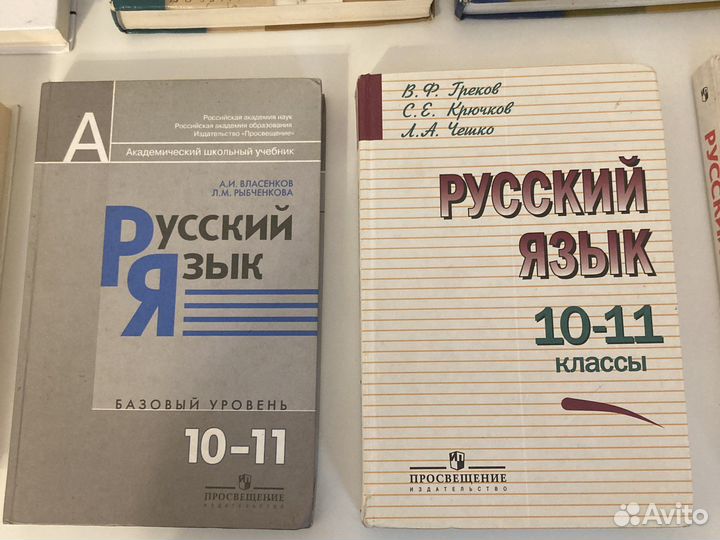 Российская академия наук
Российская академия образования
Издательство «Просвещение»
А
Академический школьный учебник
А.И. ВЛАСЕНКОВ
Л.М. РЫБЧЕНКОВА
РУССКИЙ
ЯЗЫК
БАЗОВЫЙ УРОВЕНЬ
10-11
ПРОСВЕЩЕНИЕ
ИЗДАТЕЛЬСТВО
В. Ф. Греков
С. Е. Крючков
Л. А. Чешко
РУССКИЙ
ЯЗЫК
10-11
КЛАССЫ
ПРОСВЕЩЕНИЕ
ИЗДАТЕЛЬСТВО
Avito